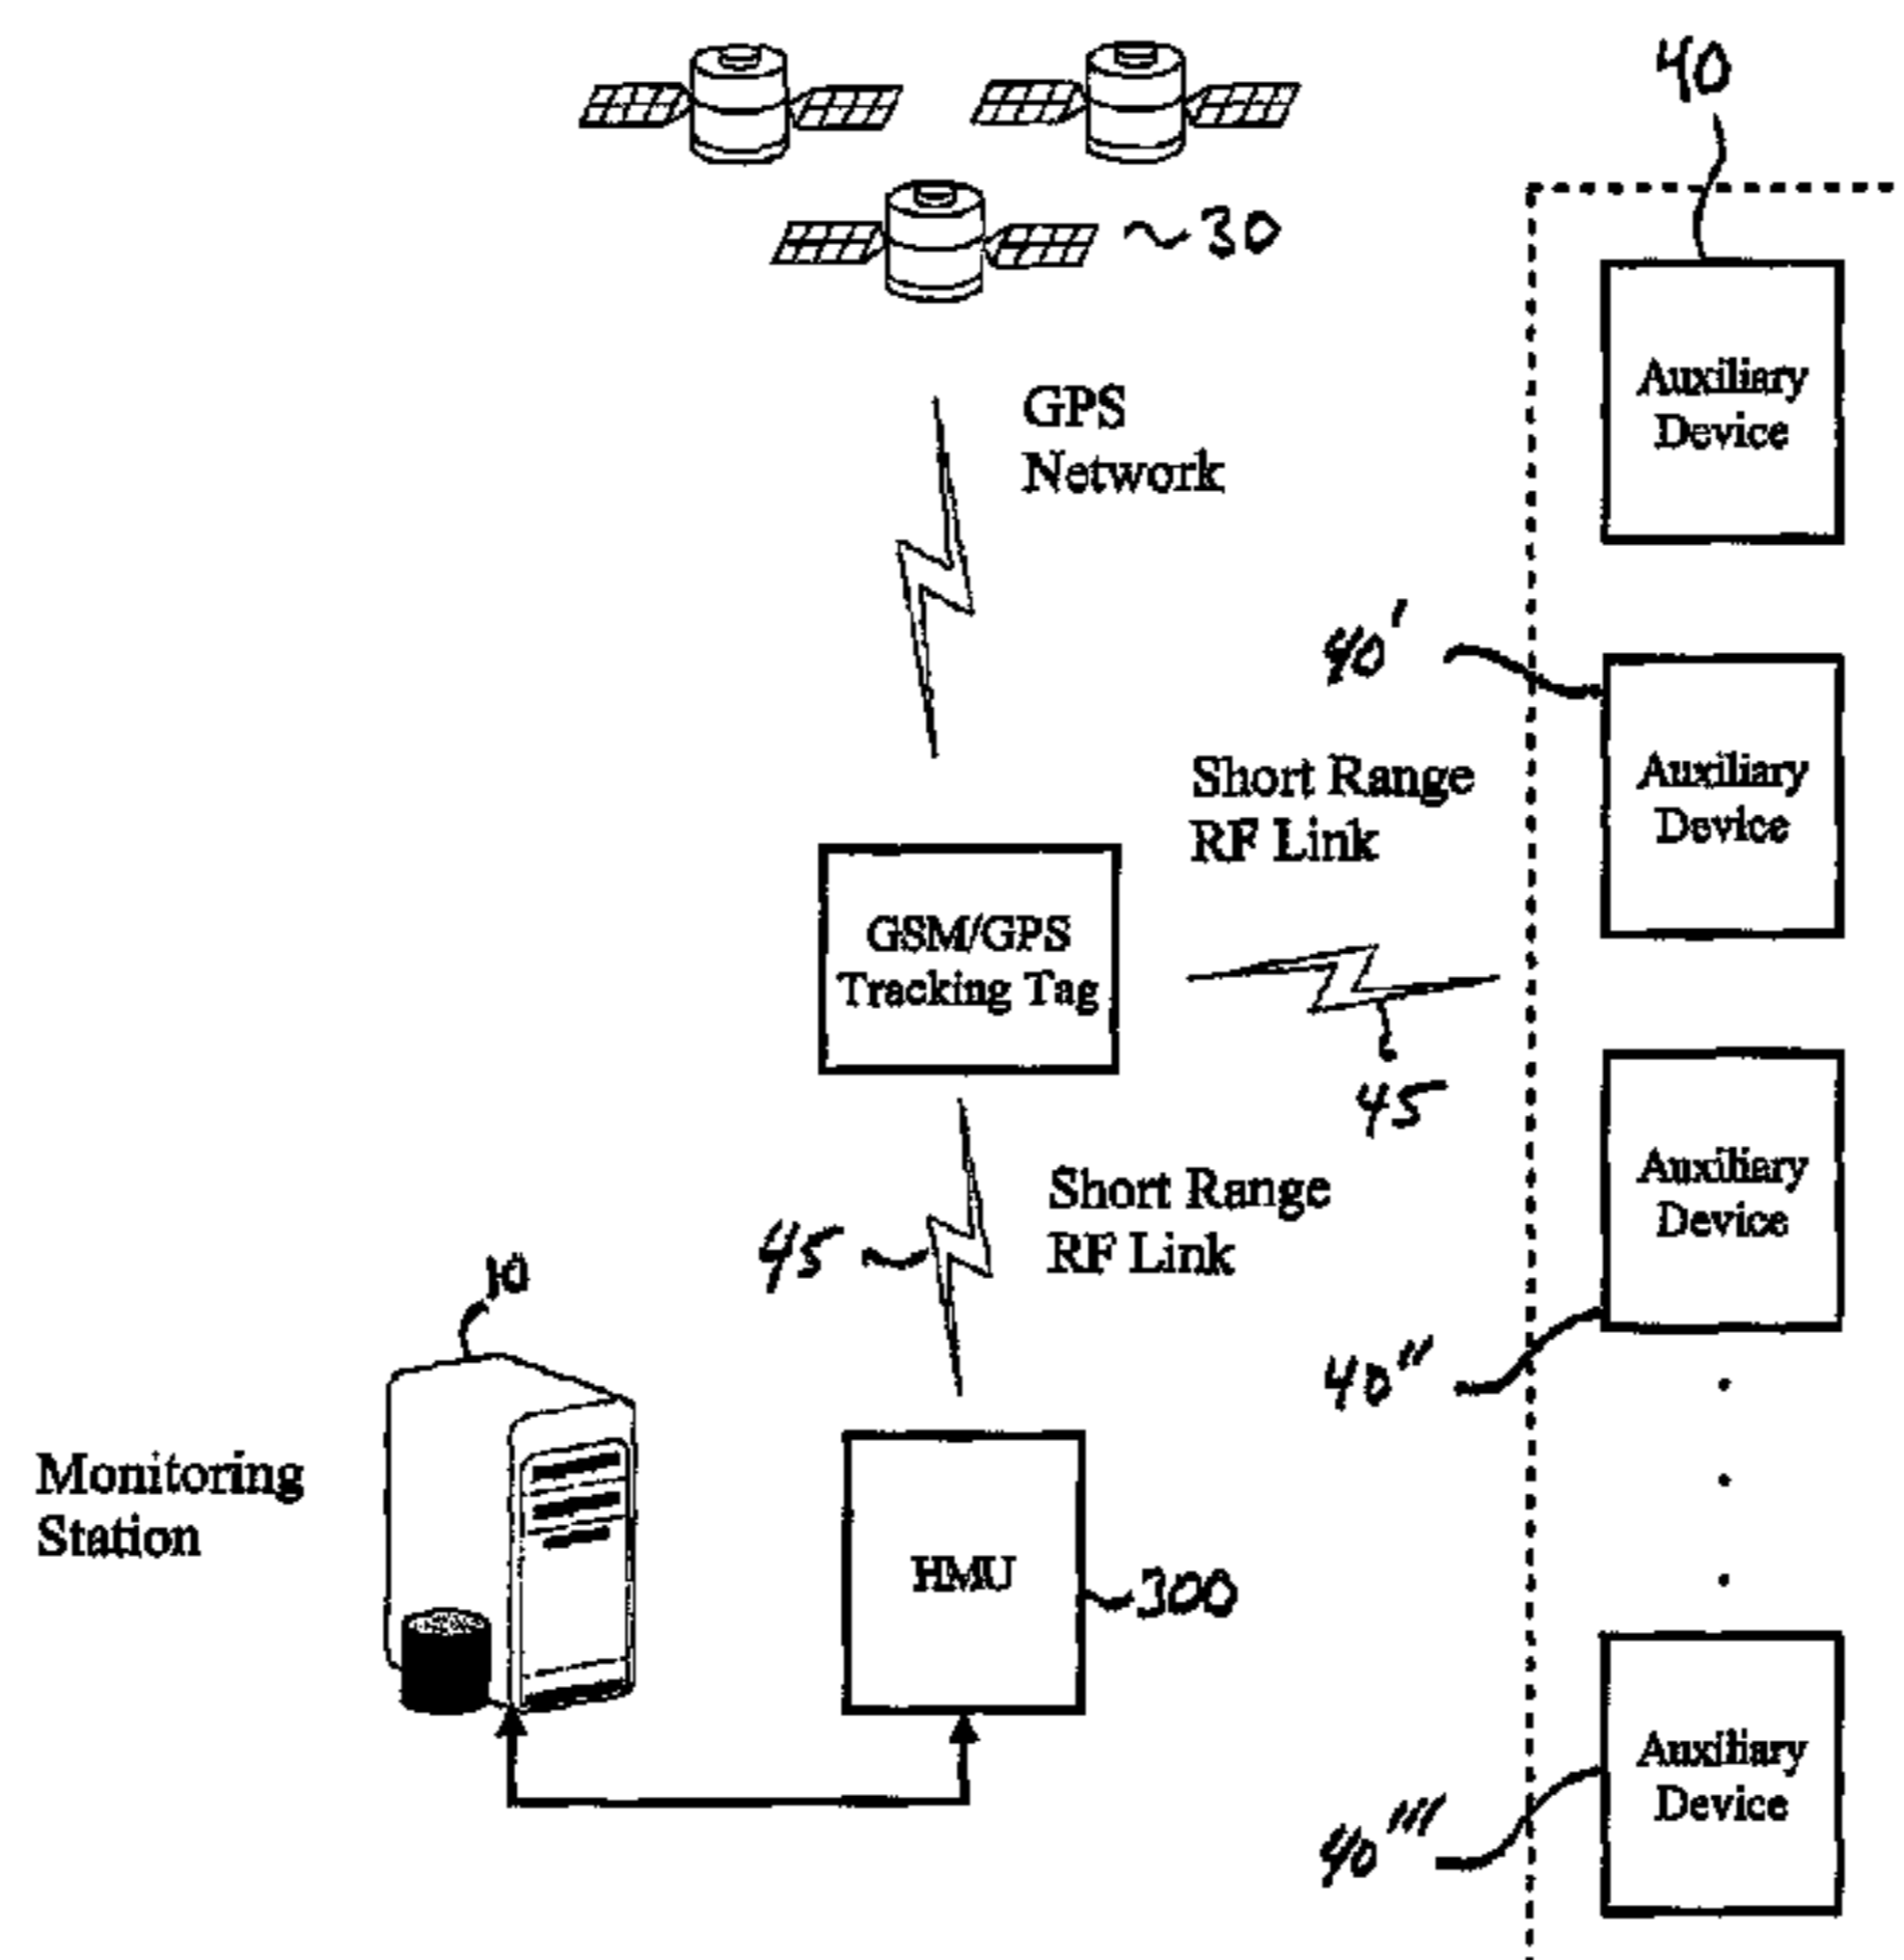 40
30
GPS
Network
Auxiliary
Device
40'
Short Range
RF Link
Auxiliary
Device
GSM/GPS
Tracking Tag
45
Short Range
RF Link
45
Auxiliary
Device
10
40''
Monitoring
Station
HMU
300
Auxiliary
Device
40'''